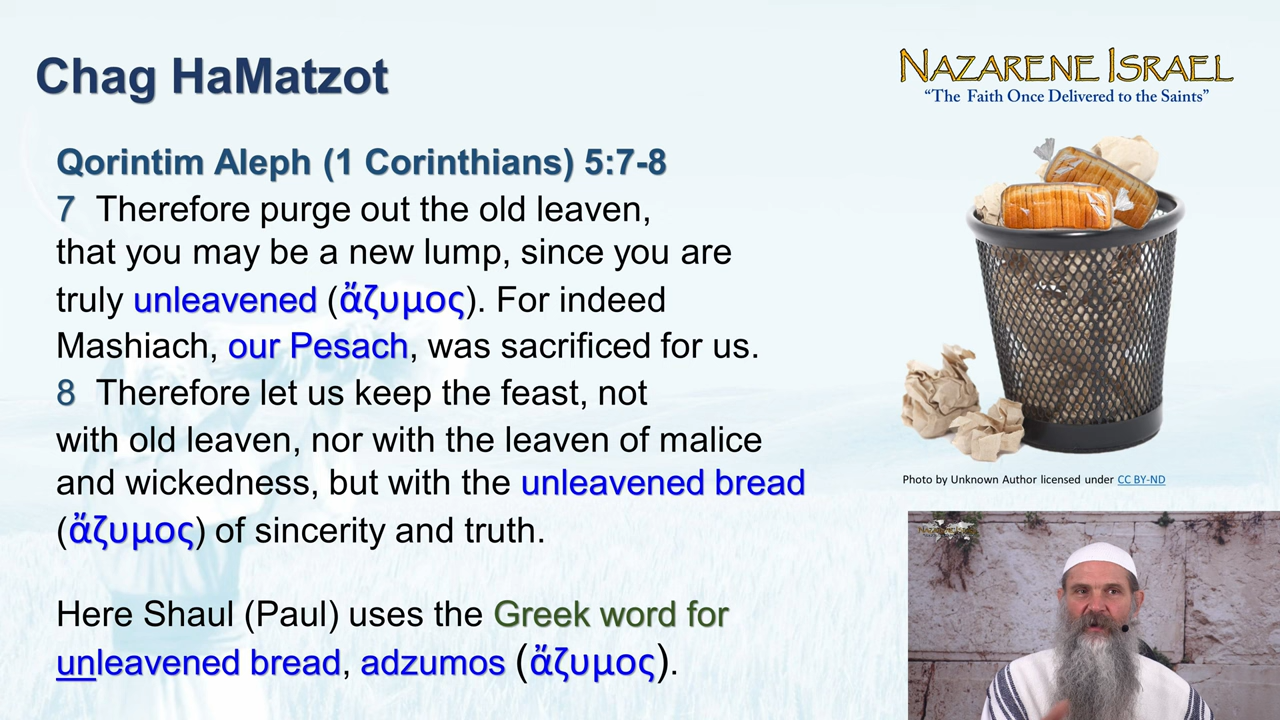 Chag HaMatzot
NAZARENE ISRAEL
“The Faith Once Delivered to the Saints”
Qorintim Aleph (1 Corinthians) 5:7-8
7 Therefore purge out the old leaven,
that you may be a new lump, since you are
truly unleavened (ἄζυμος). For indeed
Mashiach, our Pesach, was sacrificed for us.
8 Therefore let us keep the feast, not
with old leaven, nor with the leaven of malice
and wickedness, but with the unleavened bread
(ἄζυμος) of sincerity and truth.
Here Shaul (Paul) uses the Greek word for
unleavened bread, adzumos (ἄζυμος).
Photo by Unknown Author licensed under CC BY-ND